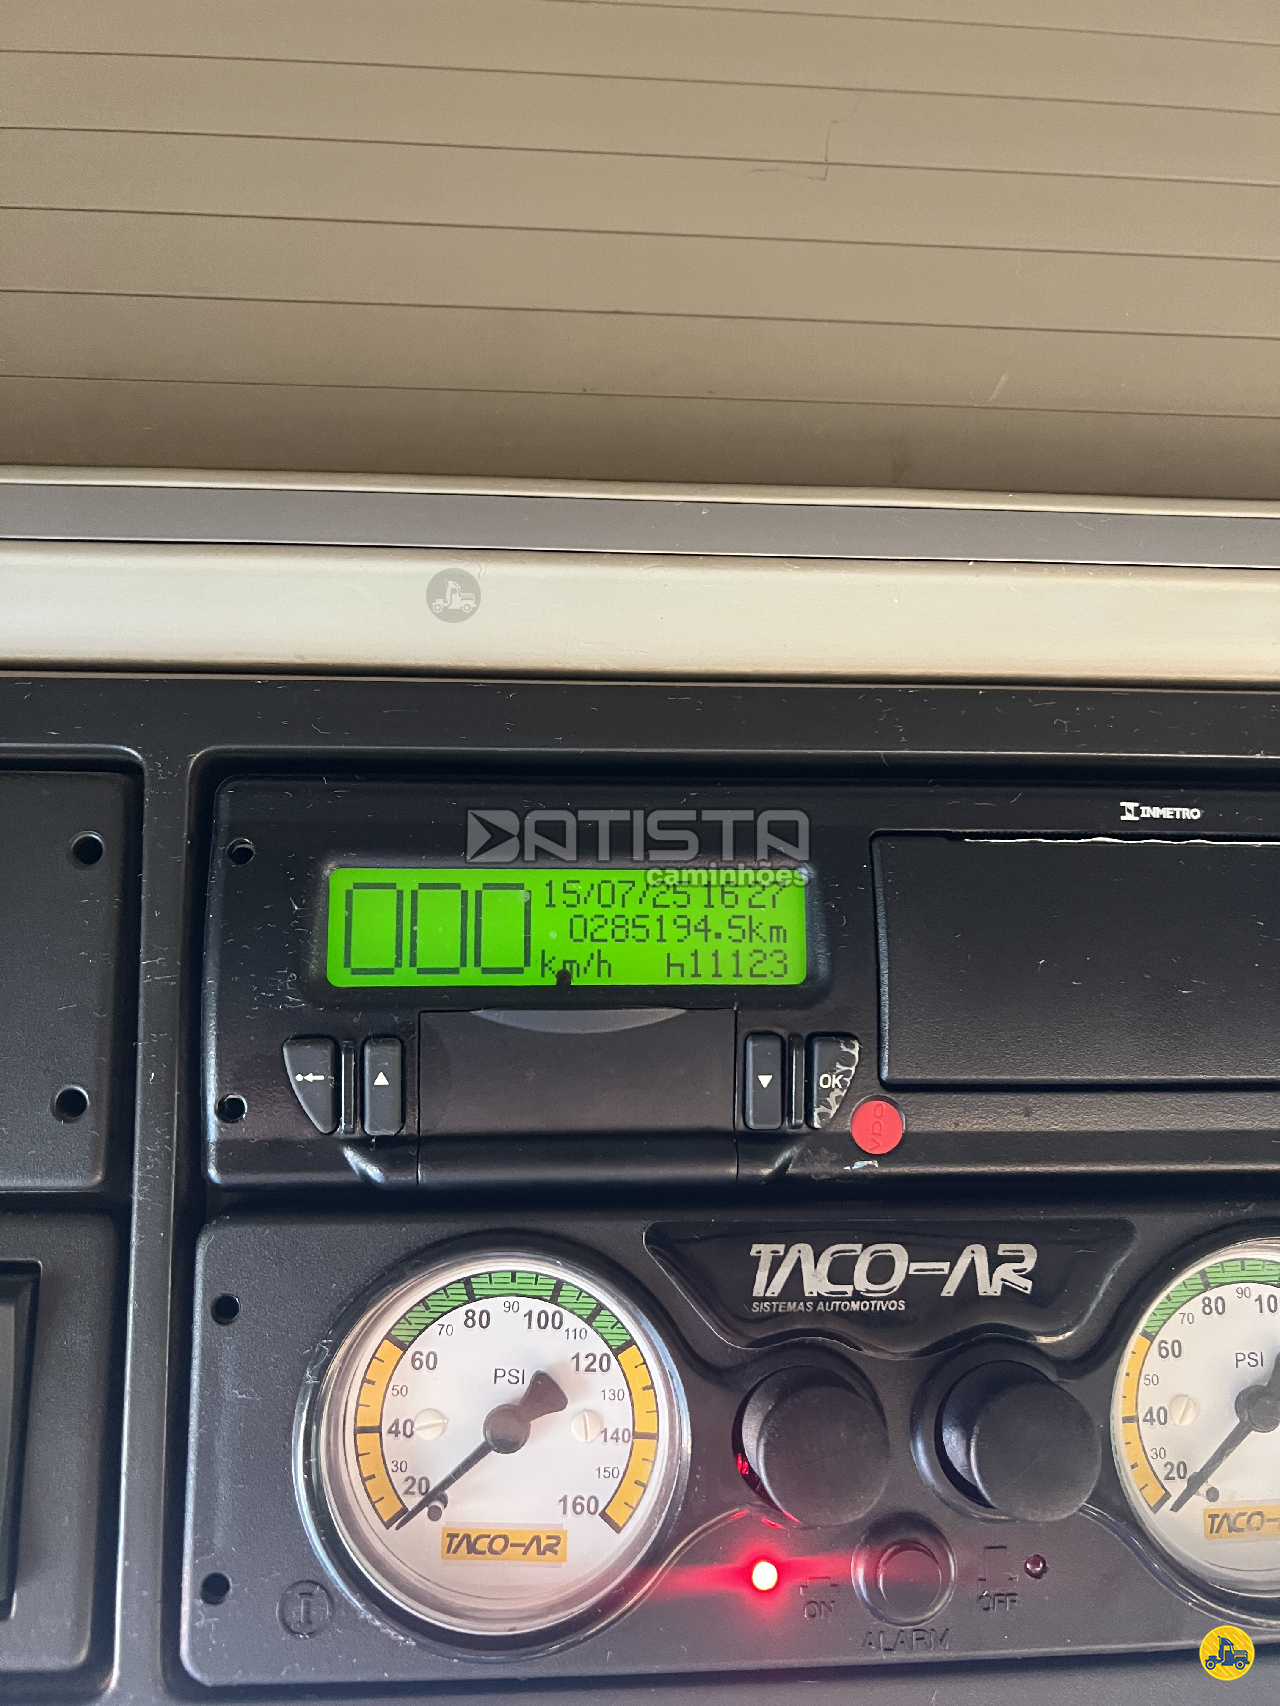 INMETRO
BATISTA
caminhões
000
15/07/25 16 27
0285194.5km
km/h h11123
OK
VDO
TACO-AR
SISTEMAS AUTOMOTIVOS
20 30 40 50 60 70 80 90 100 110 120 130 140 150 160
PSI
TACO-AR
20 30 40 50 60 70 80 90
PSI
ON
OFF
ALARM